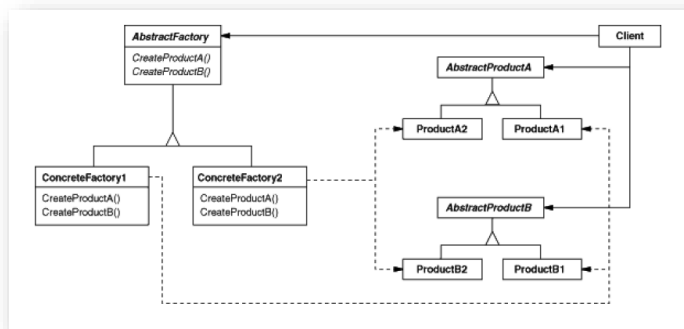 AbstractFactory
CreateProductA()
CreateProductB()
Client
AbstractProductA
ProductA2
ProductA1
ConcreteFactory1
CreateProductA()
CreateProductB()
ConcreteFactory2
CreateProductA()
CreateProductB()
AbstractProductB
ProductB2
ProductB1